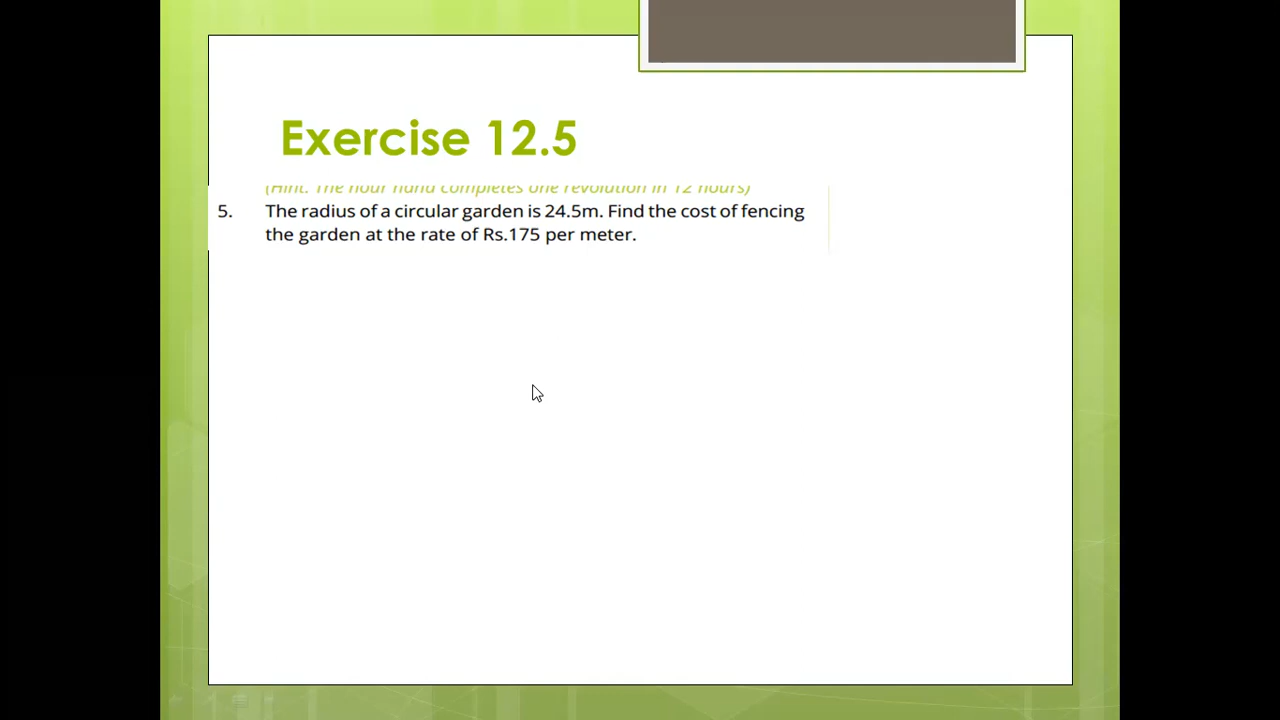 Exercise 12.5
(Hint: The hour hand completes one revolution in 12 hours)
5. The radius of a circular garden is 24.5m. Find the cost of fencing
the garden at the rate of Rs.175 per meter.